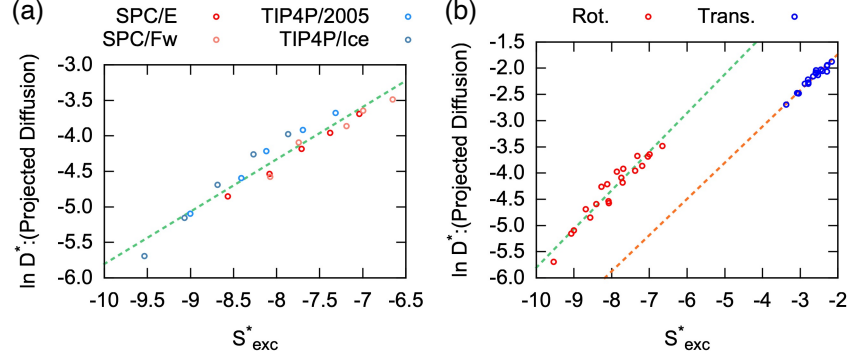 (a)
SPC/E TIP4P/2005
SPC/Fw TIP4P/Ice
ln D*:(Projected Diffusion)
-3.0
-3.5
-4.0
-4.5
-5.0
-5.5
-6.0
-10 -9.5 -9 -8.5 -8 -7.5 -7 -6.5
S*exc
(b)
Rot. Trans.
ln D*:(Projected Diffusion)
-1.5
-2.0
-2.5
-3.0
-3.5
-4.0
-4.5
-5.0
-5.5
-6.0
-10 -9 -8 -7 -6 -5 -4 -3 -2
S*exc